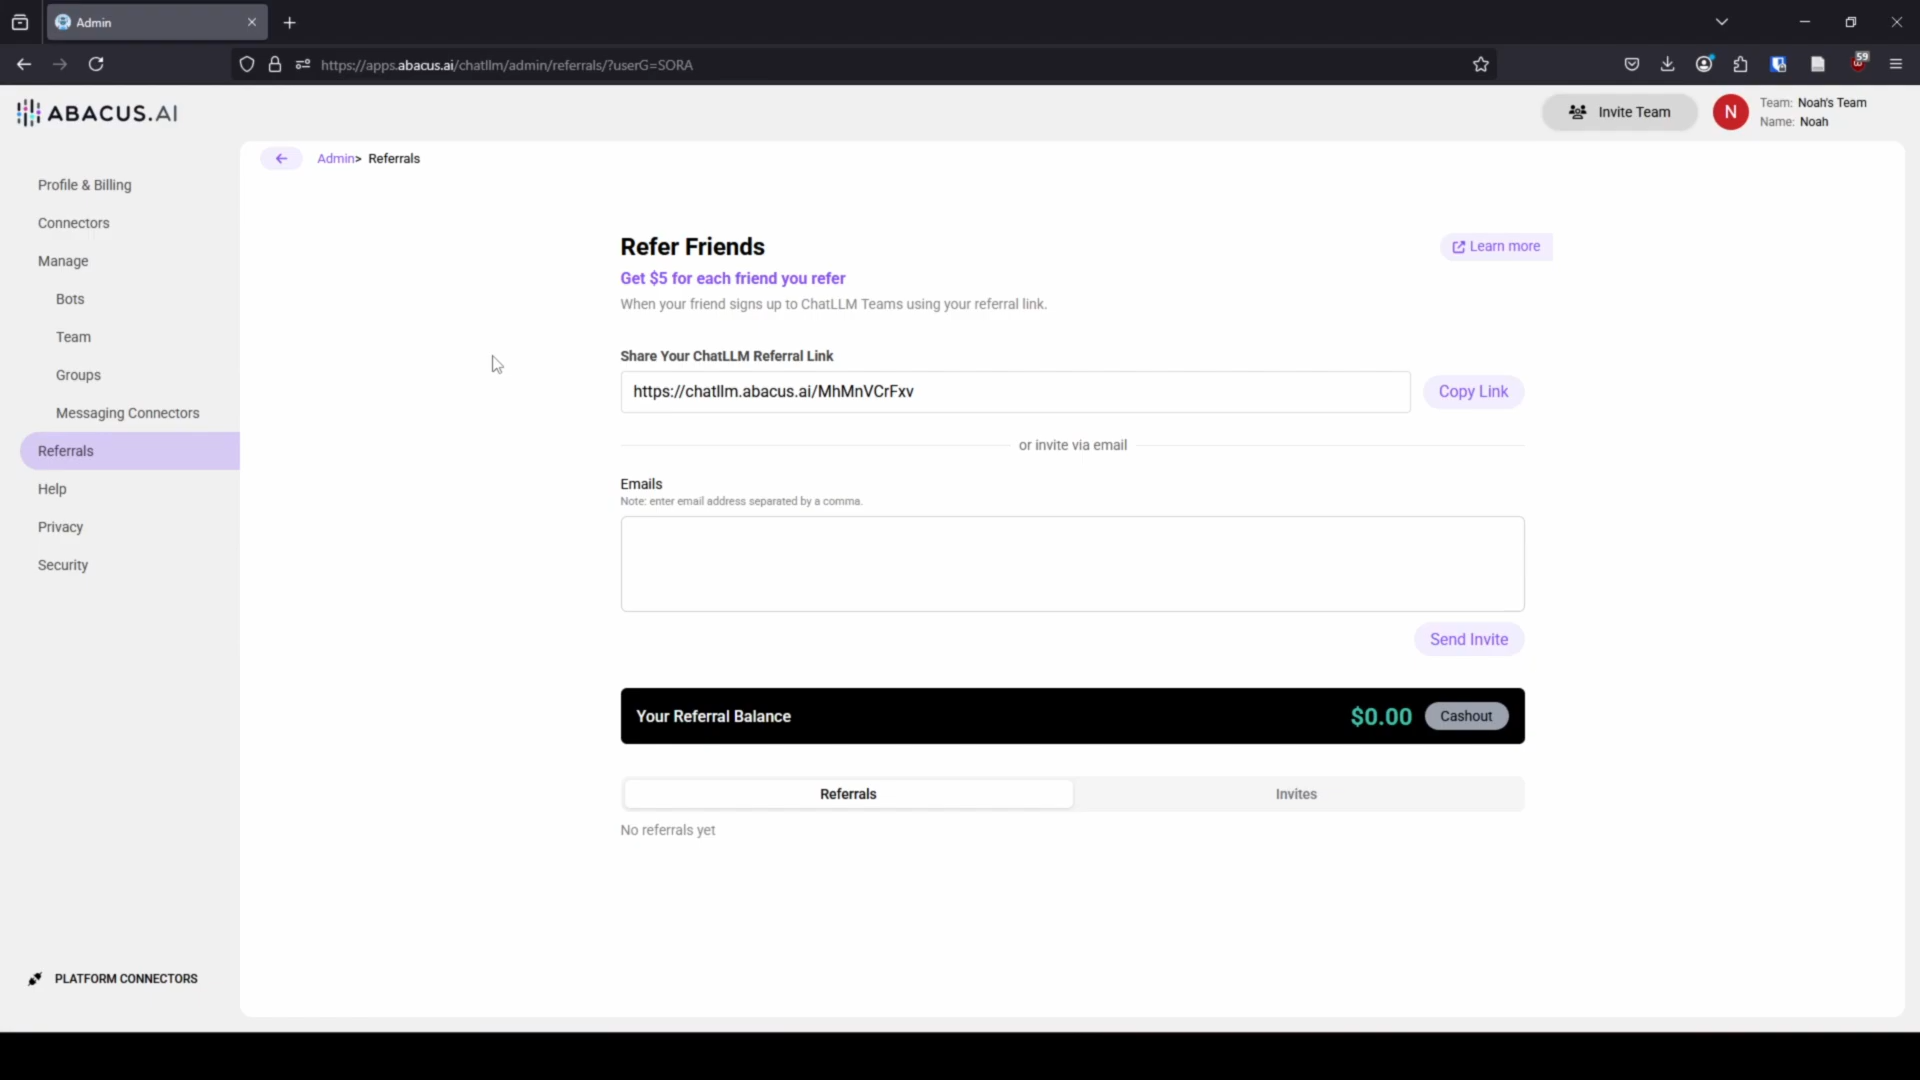 Admin
https://apps.abacus.ai/chatllm/admin/referrals/?userG=SORA
59
ABACUS.AI
Invite Team
N
Team: Noah's Team
Name: Noah
Admin> Referrals
Profile & Billing
Connectors
Manage
Bots
Team
Groups
Messaging Connectors
Referrals
Help
Privacy
Security
PLATFORM CONNECTORS
Refer Friends
Learn more
Get $5 for each friend you refer
When your friend signs up to ChatLLM Teams using your referral link.
Share Your ChatLLM Referral Link
https://chatllm.abacus.ai/MhMnVCrFxv
Copy Link
or invite via email
Emails
Note: enter email address separated by a comma.
Send Invite
Your Referral Balance
$0.00
Cashout
Referrals
Invites
No referrals yet